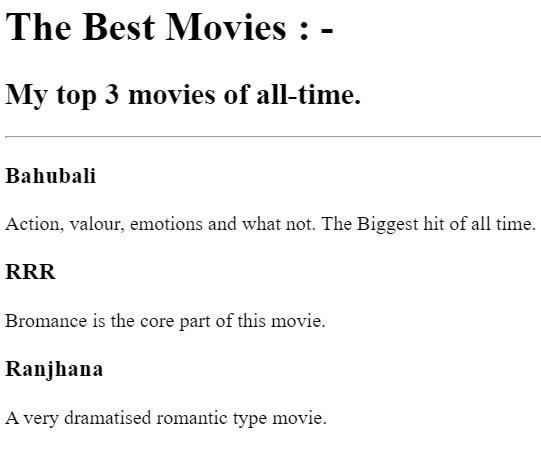 The Best Movies : -
My top 3 movies of all-time.
Bahubali
Action, valour, emotions and what not. The Biggest hit of all time.
RRR
Bromance is the core part of this movie.
Ranjhana
A very dramatised romantic type movie.